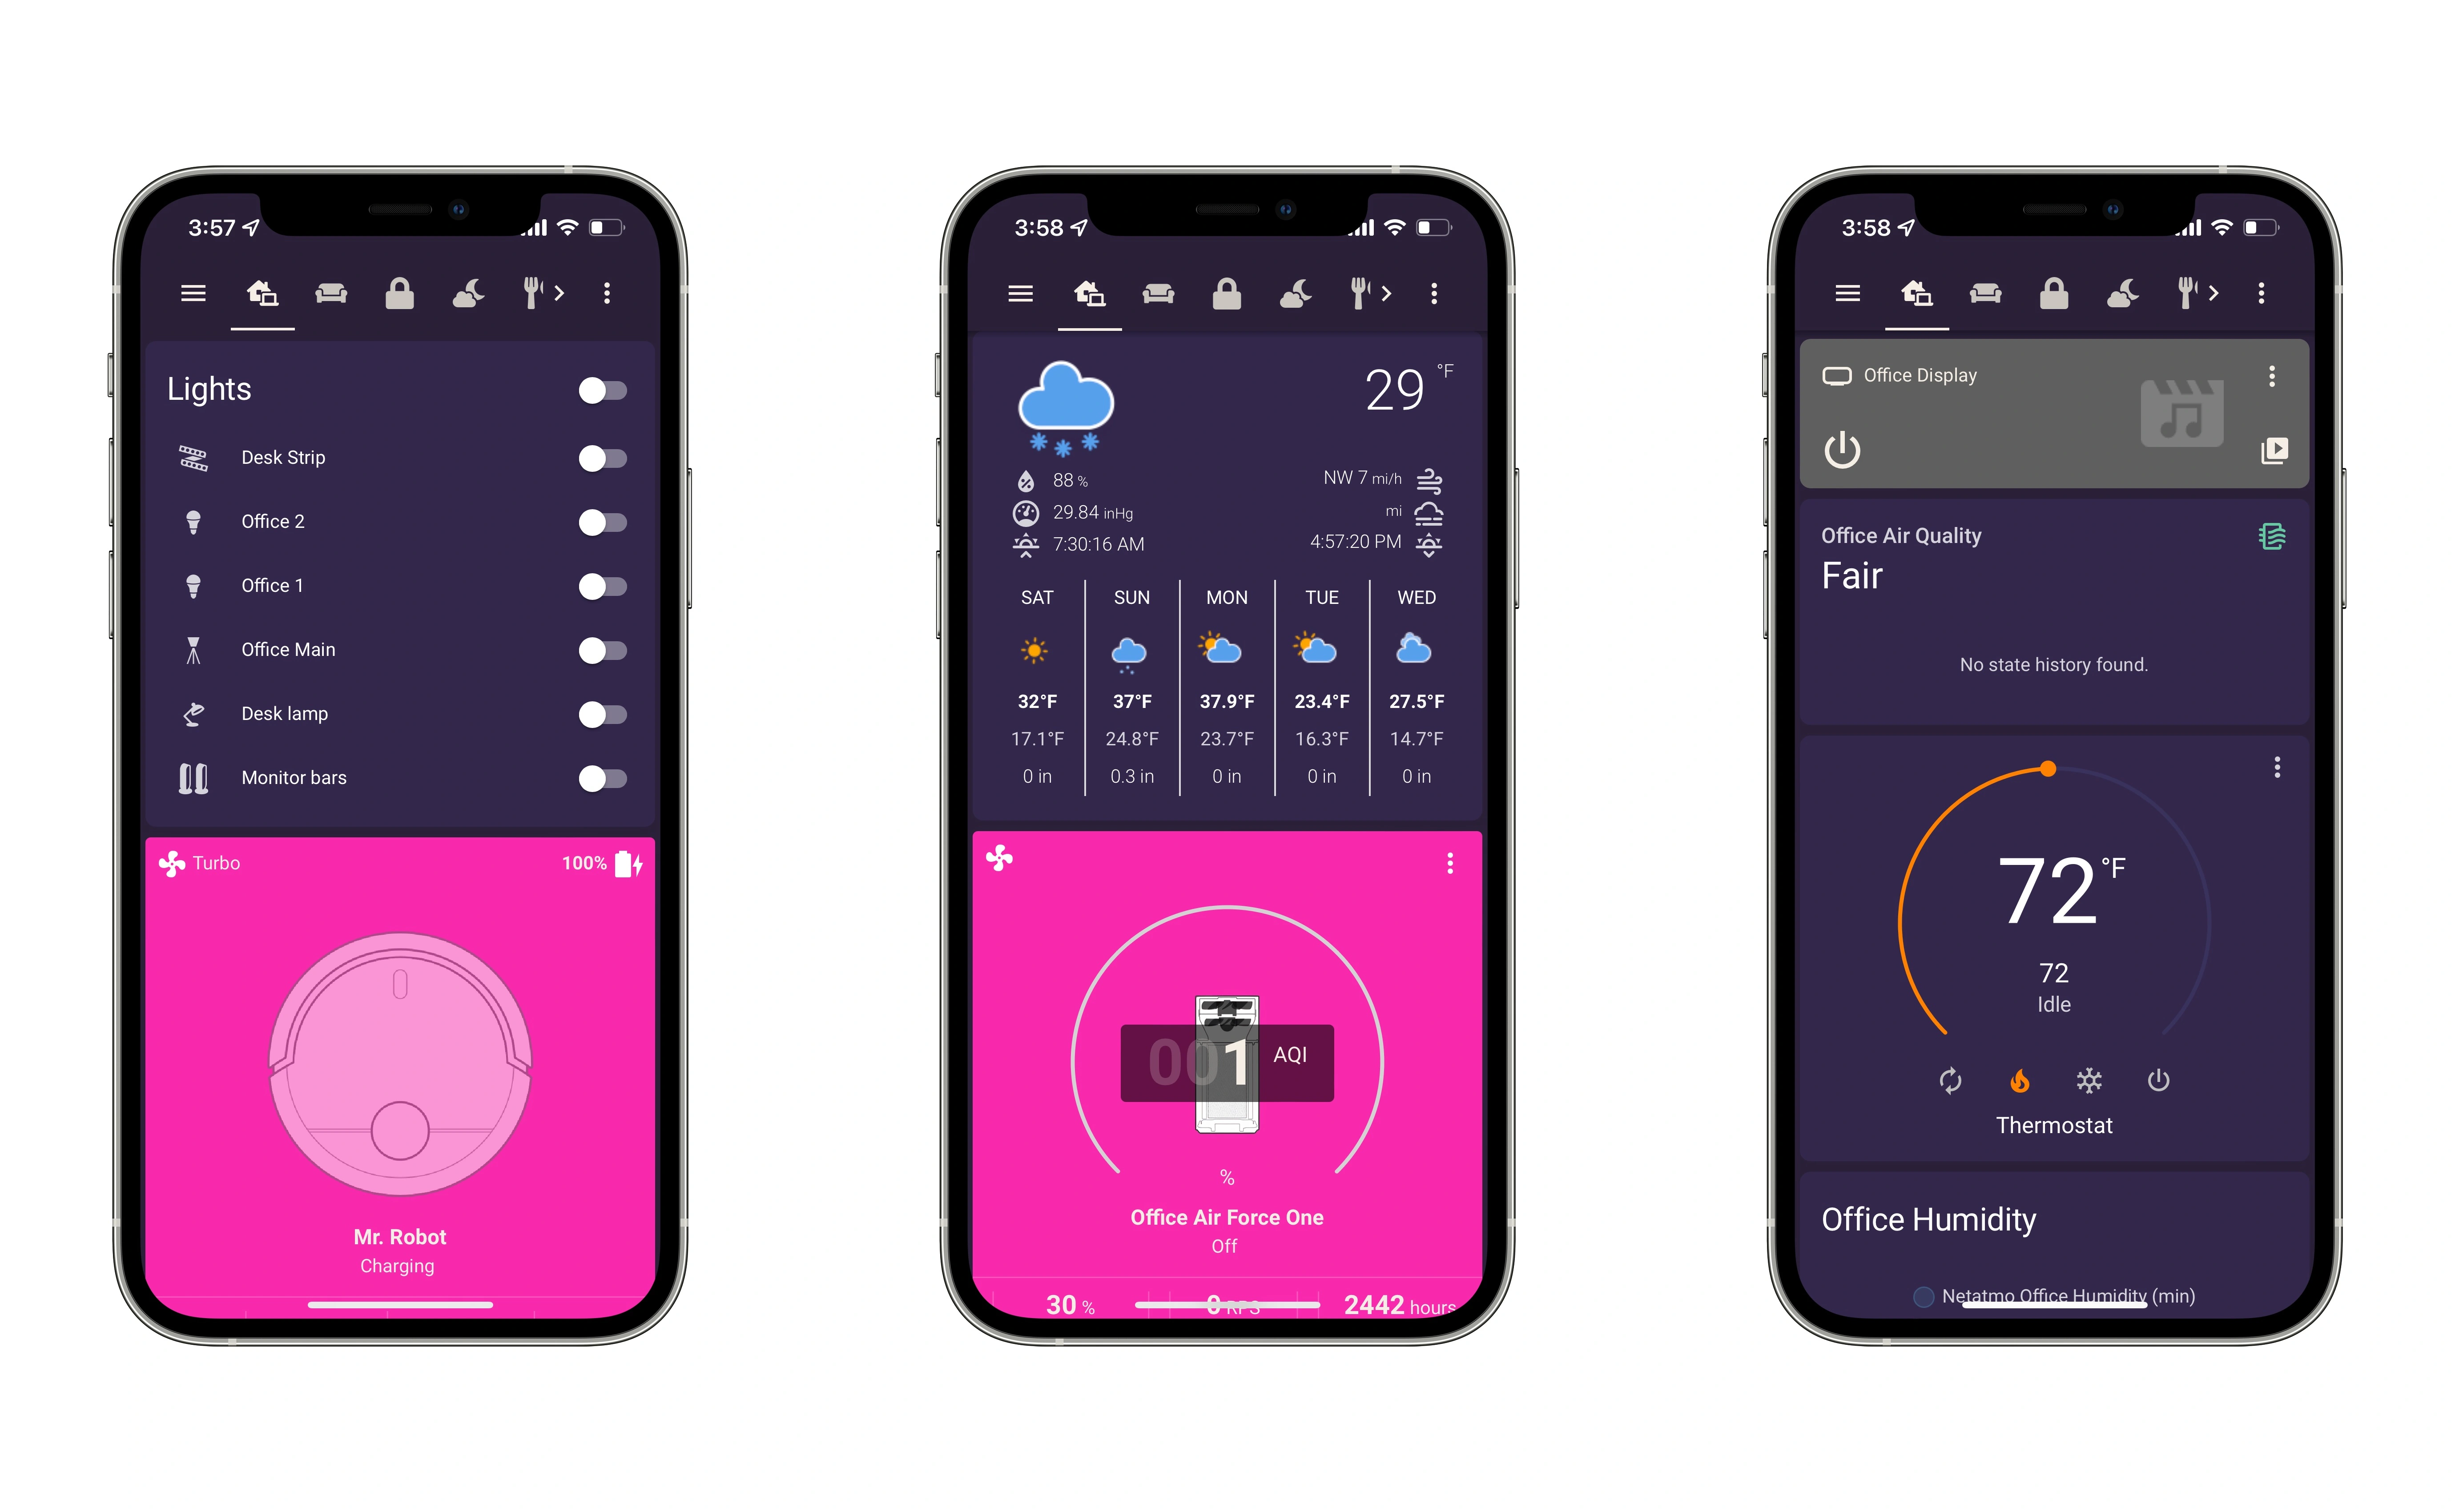 3:57
Lights
Desk Strip
Office 2
Office 1
Office Main
Desk lamp
Monitor bars
Turbo
100%
Mr. Robot
Charging
3:58
29 °F
88 %
NW 7 mi/h
29.84 inHg
mi
7:30:16 AM
4:57:20 PM
SAT SUN MON TUE WED
32°F 37°F 37.9°F 23.4°F 27.5°F
17.1°F 24.8°F 23.7°F 16.3°F 14.7°F
0 in 0.3 in 0 in 0 in 0 in
001 AQI
%
Office Air Force One
Off
30 % 0 RPS 2442 hours
3:58
Office Display
Office Air Quality
Fair
No state history found.
72 °F
72
Idle
Thermostat
Office Humidity
Netatmo Office Humidity (min)